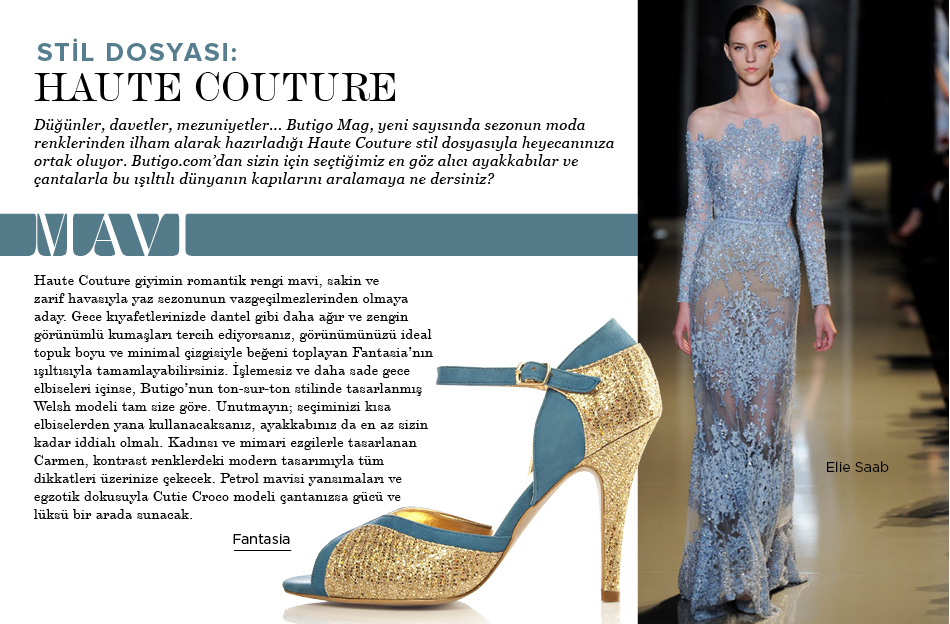 STİL DOSYASI:
HAUTE COUTURE
Düğünler, davetler, mezuniyetler... Butigo Mag, yeni sayısında sezonun moda
renklerinden ilham alarak hazırladığı Haute Couture stil dosyasıyla heyecanınıza
ortak oluyor. Butigo.com’dan sizin için seçtiğimiz en göz alıcı ayakkabılar ve
çantalarla bu ışıltılı dünyanın kapılarını aralamaya ne dersiniz?
MAVİ
Haute Couture giyimin romantik rengi mavi, sakin ve
zarif havasıyla yaz sezonunun vazgeçilmezlerinden olmaya
aday. Gece kıyafetlerinizde dantel gibi daha ağır ve zengin
görünümlü kumaşları tercih ediyorsanız, görünümünüzü ideal
topuk boyu ve minimal çizgisiyle beğeni toplayan Fantasia’nın
ışıltısıyla tamamlayabilirsiniz. İşlemesiz ve daha sade gece
elbiseleri içinse, Butigo’nun ton-sur-ton stilinde tasarlanmış
Welsh modeli tam size göre. Unutmayın; seçiminizi kısa
elbiselerden yana kullanacaksanız, ayakkabınız da en az sizin
kadar iddialı olmalı. Kadınsı ve mimari ezgilerle tasarlanan
Carmen, kontrast renklerdeki modern tasarımıyla tüm
dikkatleri üzerinize çekecek. Petrol mavisi yansımaları ve
egzotik dokusuyla Cutie Croco modeli çantanızsa gücü ve
lüksü bir arada sunacak.
Fantasia
Elie Saab